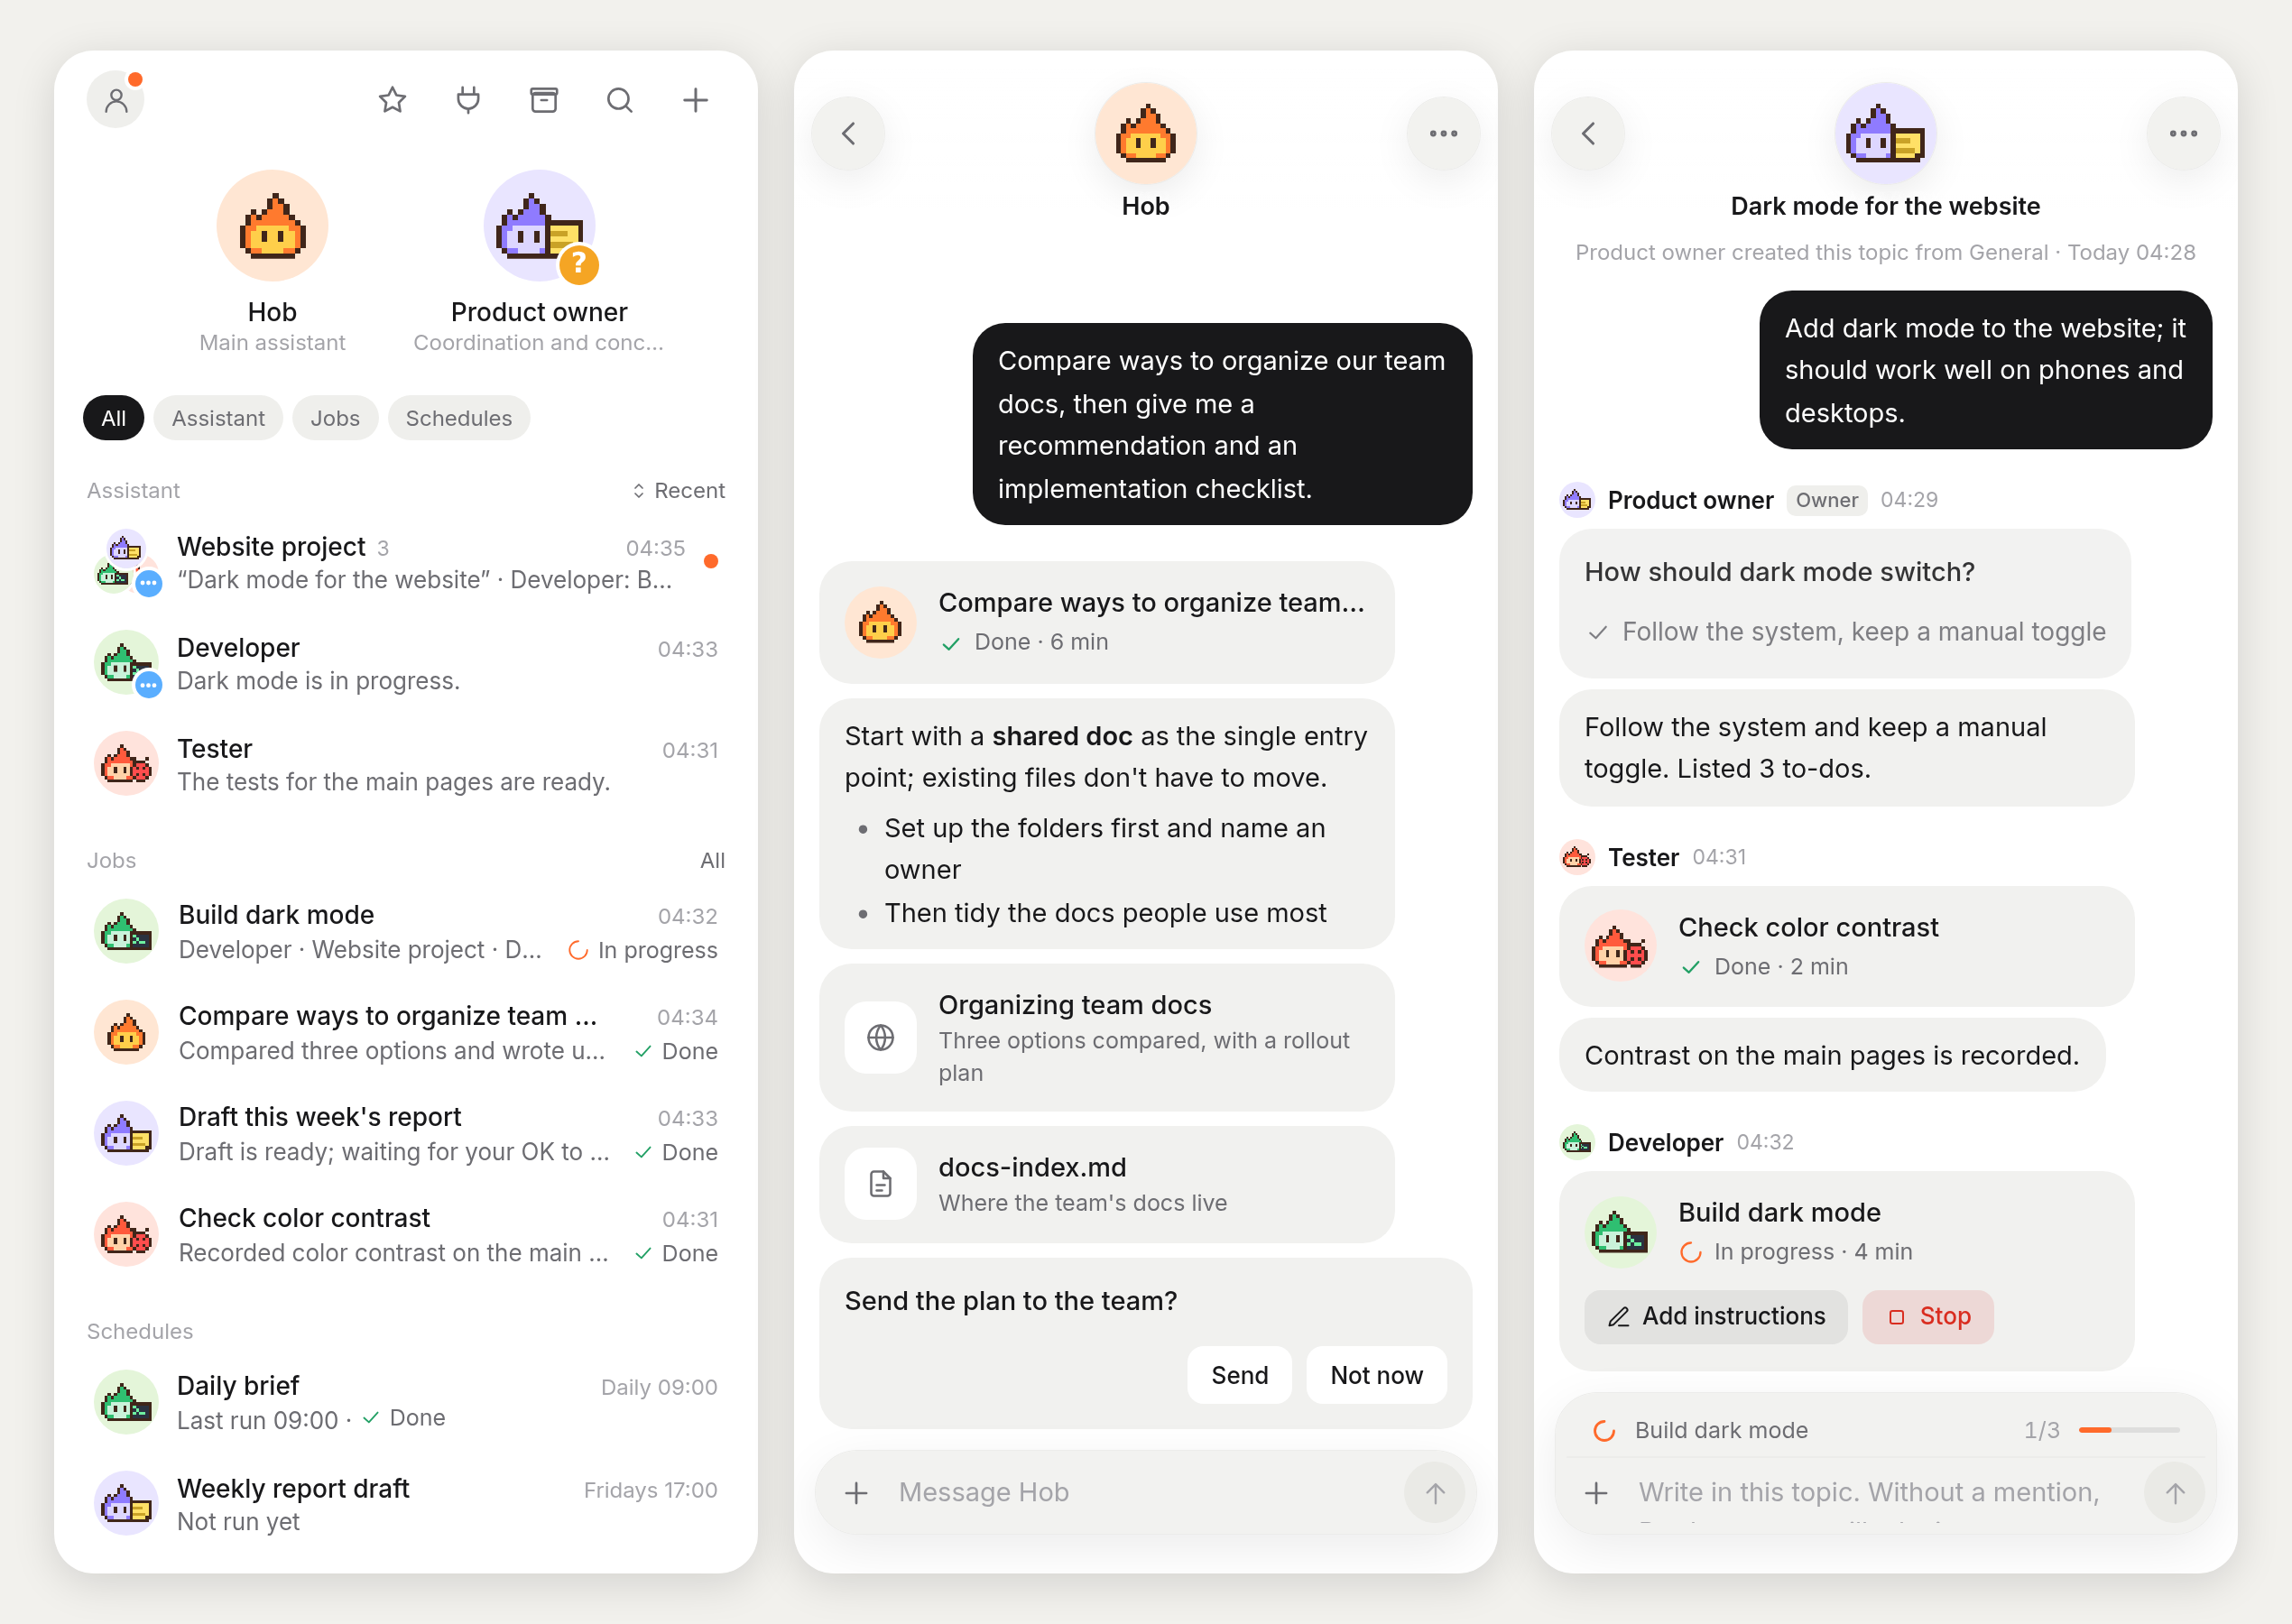 ?
Hob
Main assistant
Product owner
Coordination and conc...
All
Assistant
Jobs
Schedules
Assistant
Recent
Website project 3
04:35
“Dark mode for the website” · Developer: B...
Developer
04:33
Dark mode is in progress.
Tester
04:31
The tests for the main pages are ready.
Jobs
All
Build dark mode
04:32
Developer · Website project · D...
In progress
Compare ways to organize team ...
04:34
Compared three options and wrote u...
Done
Draft this week's report
04:33
Draft is ready; waiting for your OK to ...
Done
Check color contrast
04:31
Recorded color contrast on the main ...
Done
Schedules
Daily brief
Daily 09:00
Last run 09:00 · Done
Weekly report draft
Fridays 17:00
Not run yet
Hob
Compare ways to organize our team
docs, then give me a
recommendation and an
implementation checklist.
Compare ways to organize team...
Done · 6 min
Start with a shared doc as the single entry
point; existing files don't have to move.
• Set up the folders first and name an
owner
• Then tidy the docs people use most
Organizing team docs
Three options compared, with a rollout
plan
docs-index.md
Where the team's docs live
Send the plan to the team?
Send
Not now
Message Hob
Dark mode for the website
Product owner created this topic from General · Today 04:28
Add dark mode to the website; it
should work well on phones and
desktops.
Product owner Owner 04:29
How should dark mode switch?
Follow the system, keep a manual toggle
Follow the system and keep a manual
toggle. Listed 3 to-dos.
Tester 04:31
Check color contrast
Done · 2 min
Contrast on the main pages is recorded.
Developer 04:32
Build dark mode
In progress · 4 min
Add instructions
Stop
Build dark mode
1/3
Write in this topic. Without a mention,